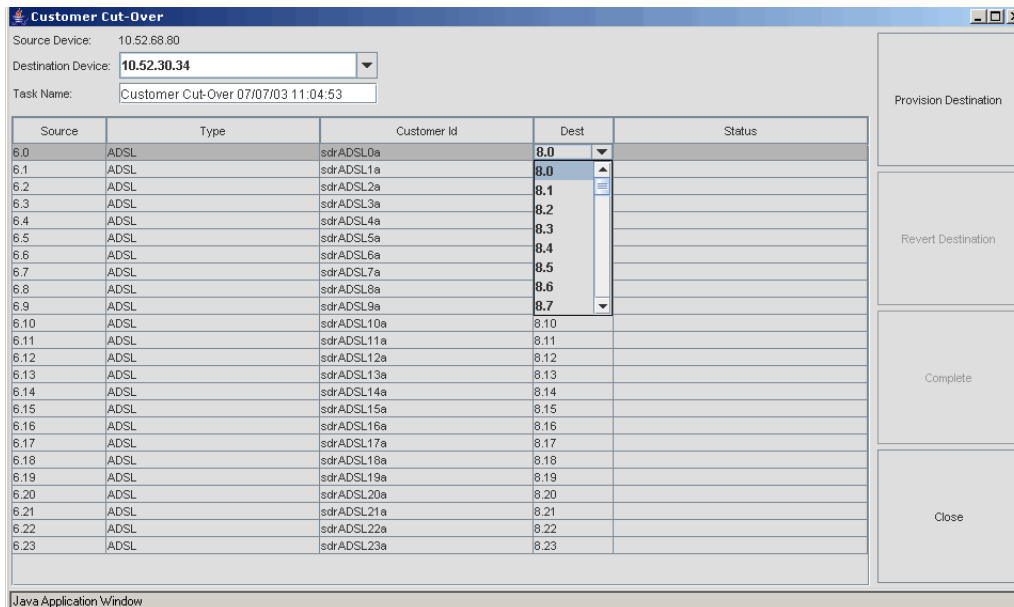 Customer Cut-Over
Source Device: 10.52.68.80
Destination Device: 10.52.30.34
Task Name: Customer Cut-Over 07/07/03 11:04:53
Source Type Customer Id Dest Status
6.0 ADSL sdrADSL0a 8.0
6.1 ADSL sdrADSL1a 8.0
6.2 ADSL sdrADSL2a 8.1
6.3 ADSL sdrADSL3a 8.2
6.4 ADSL sdrADSL4a 8.3
6.5 ADSL sdrADSL5a 8.4
6.6 ADSL sdrADSL6a 8.5
6.7 ADSL sdrADSL7a 8.6
6.8 ADSL sdrADSL8a 8.7
6.9 ADSL sdrADSL9a
6.10 ADSL sdrADSL10a 8.10
6.11 ADSL sdrADSL11a 8.11
6.12 ADSL sdrADSL12a 8.12
6.13 ADSL sdrADSL13a 8.13
6.14 ADSL sdrADSL14a 8.14
6.15 ADSL sdrADSL15a 8.15
6.16 ADSL sdrADSL16a 8.16
6.17 ADSL sdrADSL17a 8.17
6.18 ADSL sdrADSL18a 8.18
6.19 ADSL sdrADSL19a 8.19
6.20 ADSL sdrADSL20a 8.20
6.21 ADSL sdrADSL21a 8.21
6.22 ADSL sdrADSL22a 8.22
6.23 ADSL sdrADSL23a 8.23
Provision Destination
Revert Destination
Complete
Close
Java Application Window